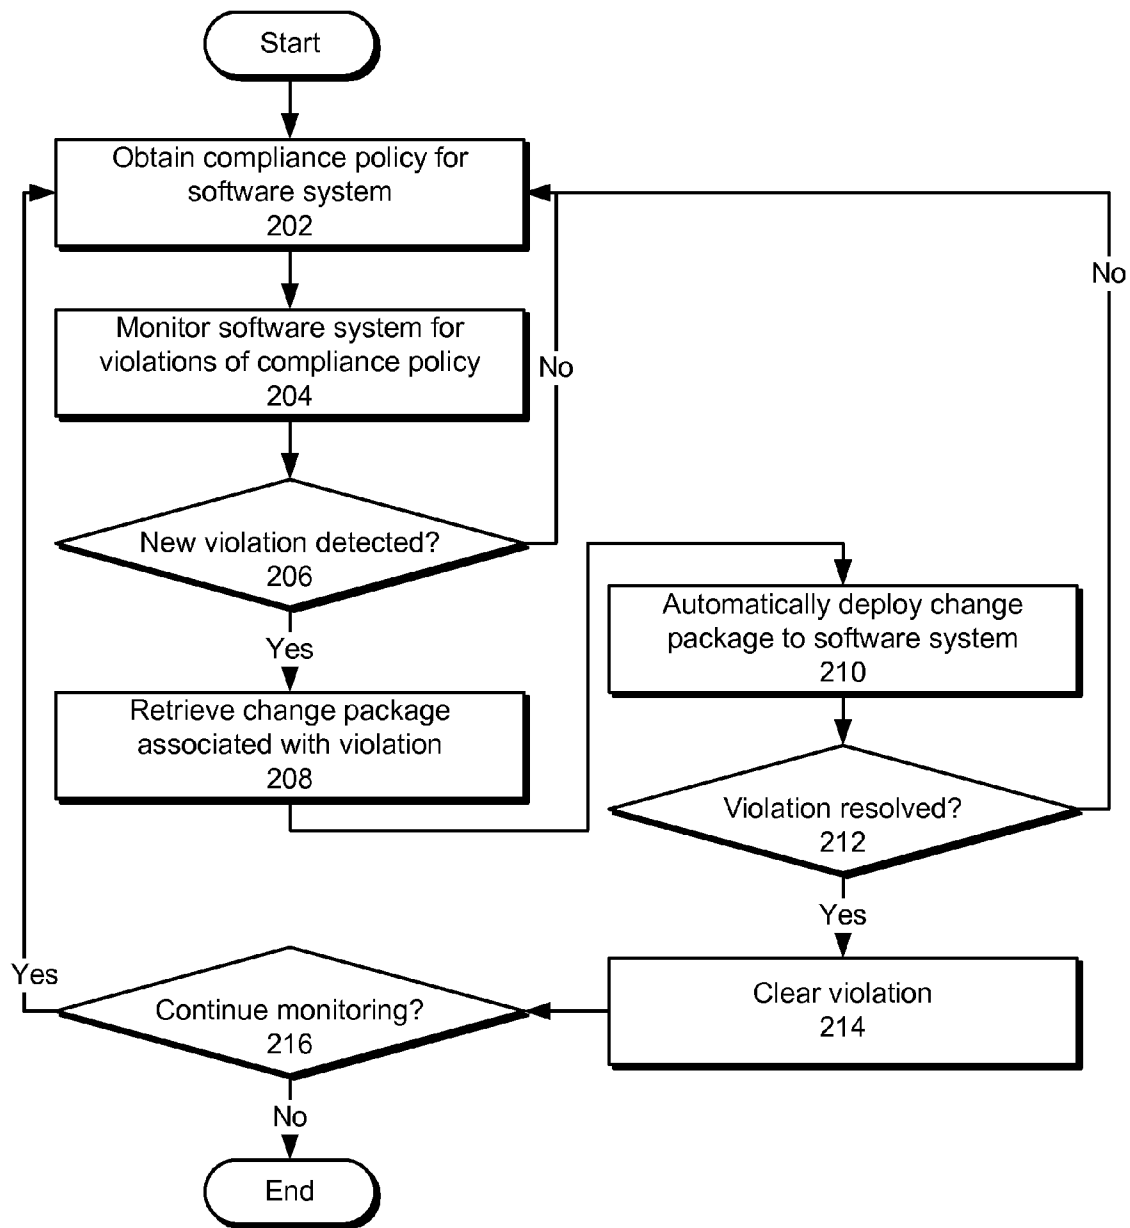 Start
Obtain compliance policy for
software system
202
No
Monitor software system for
violations of compliance policy
204
No
New violation detected?
206
Yes
Automatically deploy change
package to software system
210
Retrieve change package
associated with violation
208
Violation resolved?
212
Yes
Yes
Continue monitoring?
216
Clear violation
214
No
End